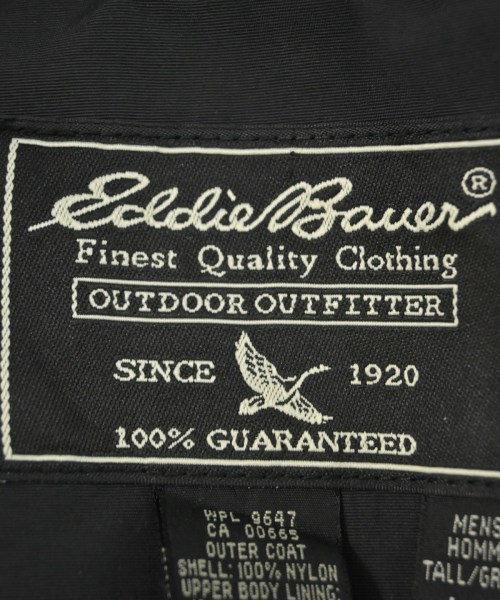 Eddie Bauer®
Finest Quality Clothing
OUTDOOR OUTFITTER
SINCE 1920
100% GUARANTEED
WPL 9647
CA 00665
OUTER COAT
SHELL: 100% NYLON
UPPER BODY LINING:
MENS
HOMM
TALL/GR